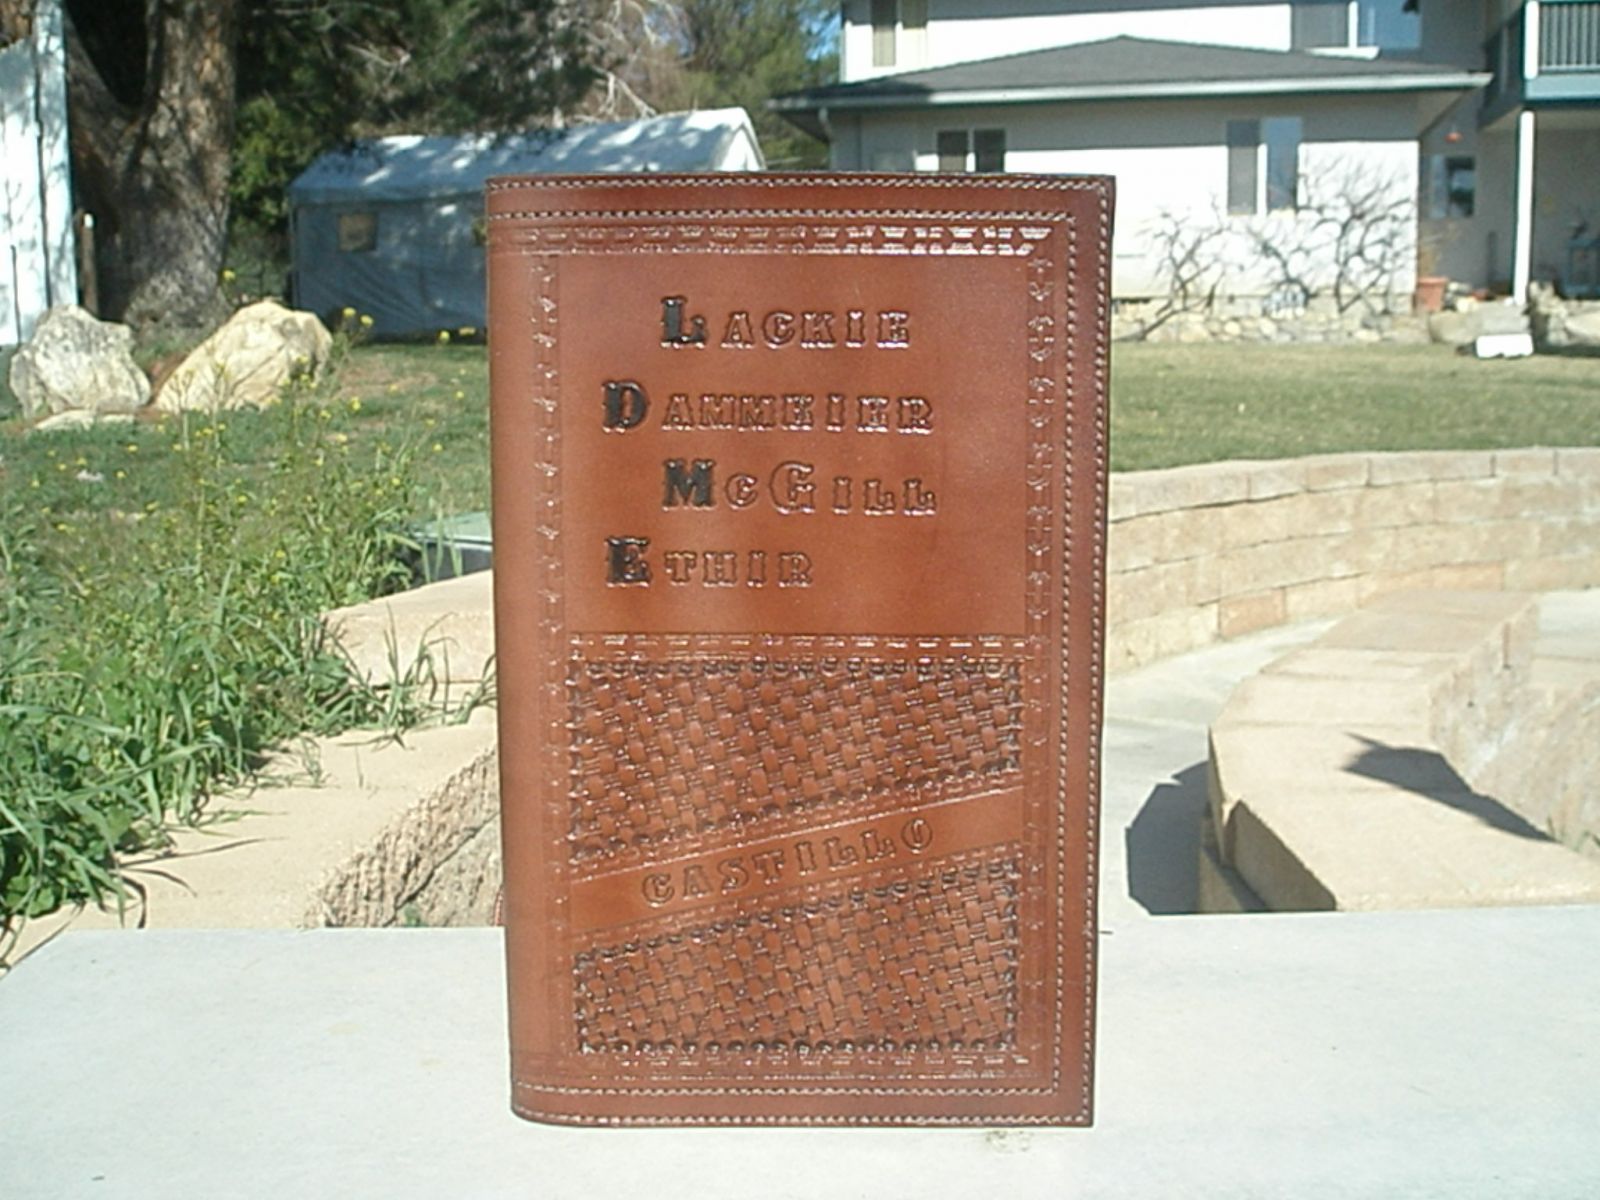 LACKIE
DAMMEIER
McGILL
ETHIR
CASTILLO